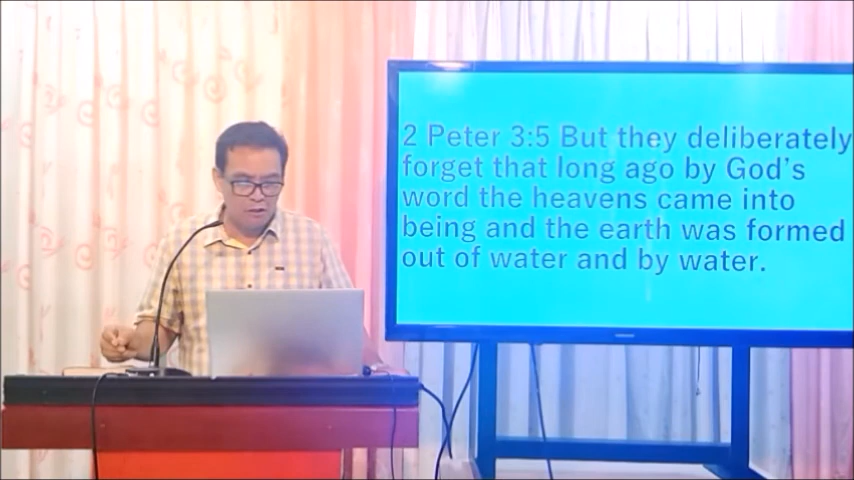 2 Peter 3:5 But they deliberately
forget that long ago by God's
word the heavens came into
being and the earth was formed
out of water and by water.